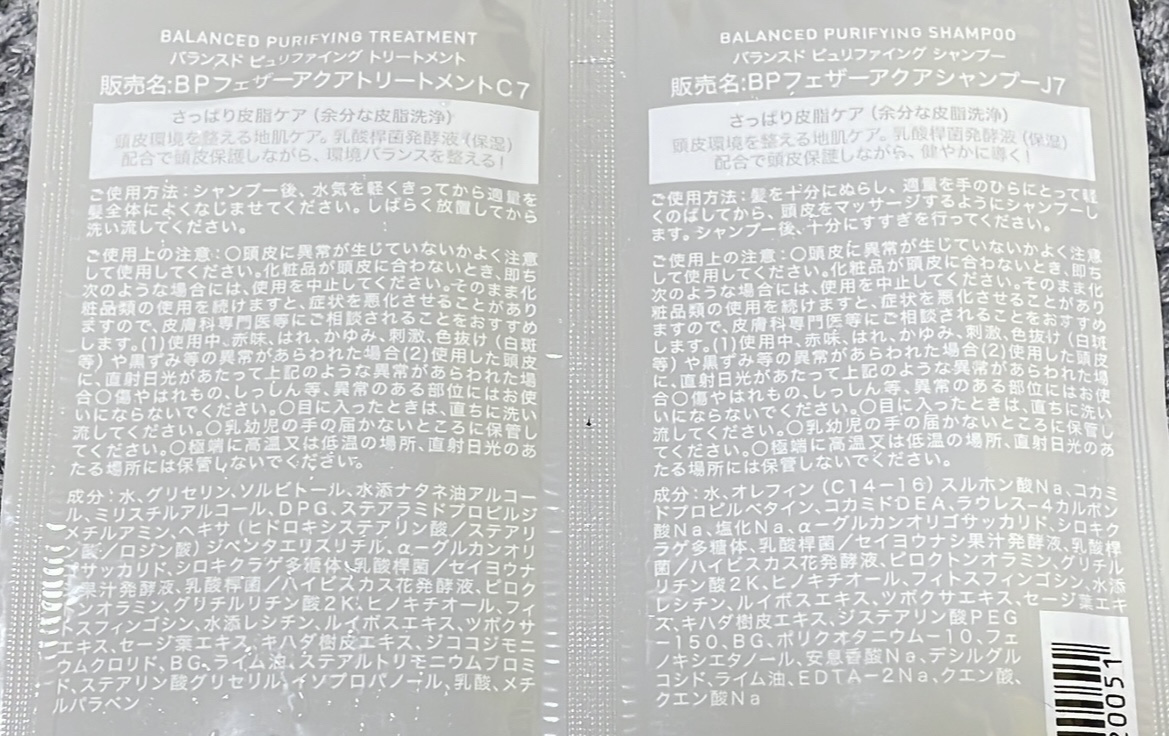 BALANCED PURIFYING TREATMENT
バランスド ピュリファイング トリートメント
販売名:BPフェザーアクアトリートメントC7
さっぱり皮脂ケア（余分な皮脂洗浄）
頭皮環境を整える地肌ケア。乳酸桿菌発酵液（保湿）
配合で頭皮保護しながら、環境バランスを整える!
ご使用方法：シャンプー後、水気を軽くきってから適量を
髪全体によくなじませてください。しばらく放置してから
洗い流してください。
ご使用上の注意：〇頭皮に異常が生じていないかよく注意
して使用してください。化粧品が頭皮に合わないとき、即ち
次のような場合には、使用を中止してください。そのまま化
粧品類の使用を続けますと、症状を悪化させることがあり
ますので、皮膚科専門医等にご相談されることをおすすめ
します。(1)使用中、赤味、はれ、かゆみ、刺激、色抜け（白斑
等）や黒ずみ等の異常があらわれた場合(2)使用した頭皮
に、直射日光があたって上記のような異常があらわれた場
合〇傷やはれもの、しっしん等、異常のある部位にはお使
いにならないでください。〇目に入ったときは、直ちに洗い
流してください。〇乳幼児の手の届かないところに保管し
てください。〇極端に高温又は低温の場所、直射日光のあ
たる場所には保管しないでください。
成分：水、グリセリン、ソルビトール、水添ナタネ油アルコー
ル、ミリスチルアルコール、DPG、ステアラミドプロピルジ
メチルアミン、ヘキサ（ヒドロキシステアリン酸／ステアリ
ン酸／ロジン酸）ジペンタエリスリチル、α－グルカンオリ
ゴサッカリド、シロキクラゲ多糖体、乳酸桿菌／セイヨウナ
シ果汁発酵液、乳酸桿菌／ハイビスカス花発酵液、ピロク
トンオラミン、グリチルリチン酸2K、ヒノキチオール、フィ
トスフィンゴシン、水添レシチン、ルイボスエキス、ツボクサ
エキス、セージ葉エキス、キハダ樹皮エキス、ジココジモニ
ウムクロリド、BG、ライム油、ステアルトリモニウムブロミ
ド、ステアリン酸グリセリル、イソプロパノール、乳酸、メチ
ルパラベン
BALANCED PURIFYING SHAMPOO
バランスド ピュリファイング シャンプー
販売名:BPフェザーアクアシャンプーJ7
さっぱり皮脂ケア（余分な皮脂洗浄）
頭皮環境を整える地肌ケア。乳酸桿菌発酵液（保湿）
配合で頭皮保護しながら、健やかに導く!
ご使用方法：髪を十分にぬらし、適量を手のひらにとって軽
くのばしてから、頭皮をマッサージするようにシャンプーし
ます。シャンプー後、十分にすすぎを行ってください。
ご使用上の注意：〇頭皮に異常が生じていないかよく注意
して使用してください。化粧品が頭皮に合わないとき、即ち
次のような場合には、使用を中止してください。そのまま化
粧品類の使用を続けますと、症状を悪化させることがあり
ますので、皮膚科専門医等にご相談されることをおすすめ
します。(1)使用中、赤味、はれ、かゆみ、刺激、色抜け（白斑
等）や黒ずみ等の異常があらわれた場合(2)使用した頭皮
に、直射日光があたって上記のような異常があらわれた場
合〇傷やはれもの、しっしん等、異常のある部位にはお使
いにならないでください。〇目に入ったときは、直ちに洗い
流してください。〇乳幼児の手の届かないところに保管し
てください。〇極端に高温又は低温の場所、直射日光のあ
たる場所には保管しないでください。
成分：水、オレフィン（C14－16）スルホン酸Na、コカミ
ドプロピルベタイン、コカミドDEA、ラウレス－4カルボン
酸Na、塩化Na、α－グルカンオリゴサッカリド、シロキク
ラゲ多糖体、乳酸桿菌／セイヨウナシ果汁発酵液、乳酸桿
菌／ハイビスカス花発酵液、ピロクトンオラミン、グリチル
リチン酸2K、ヒノキチオール、フィトスフィンゴシン、水添
レシチン、ルイボスエキス、ツボクサエキス、セージ葉エキ
ス、キハダ樹皮エキス、ジステアリン酸PEG
－150、BG、ポリクオタニウム－10、フェ
ノキシエタノール、安息香酸Na、デシルグル
コシド、ライム油、EDTA－2Na、クエン酸、
クエン酸Na
20051